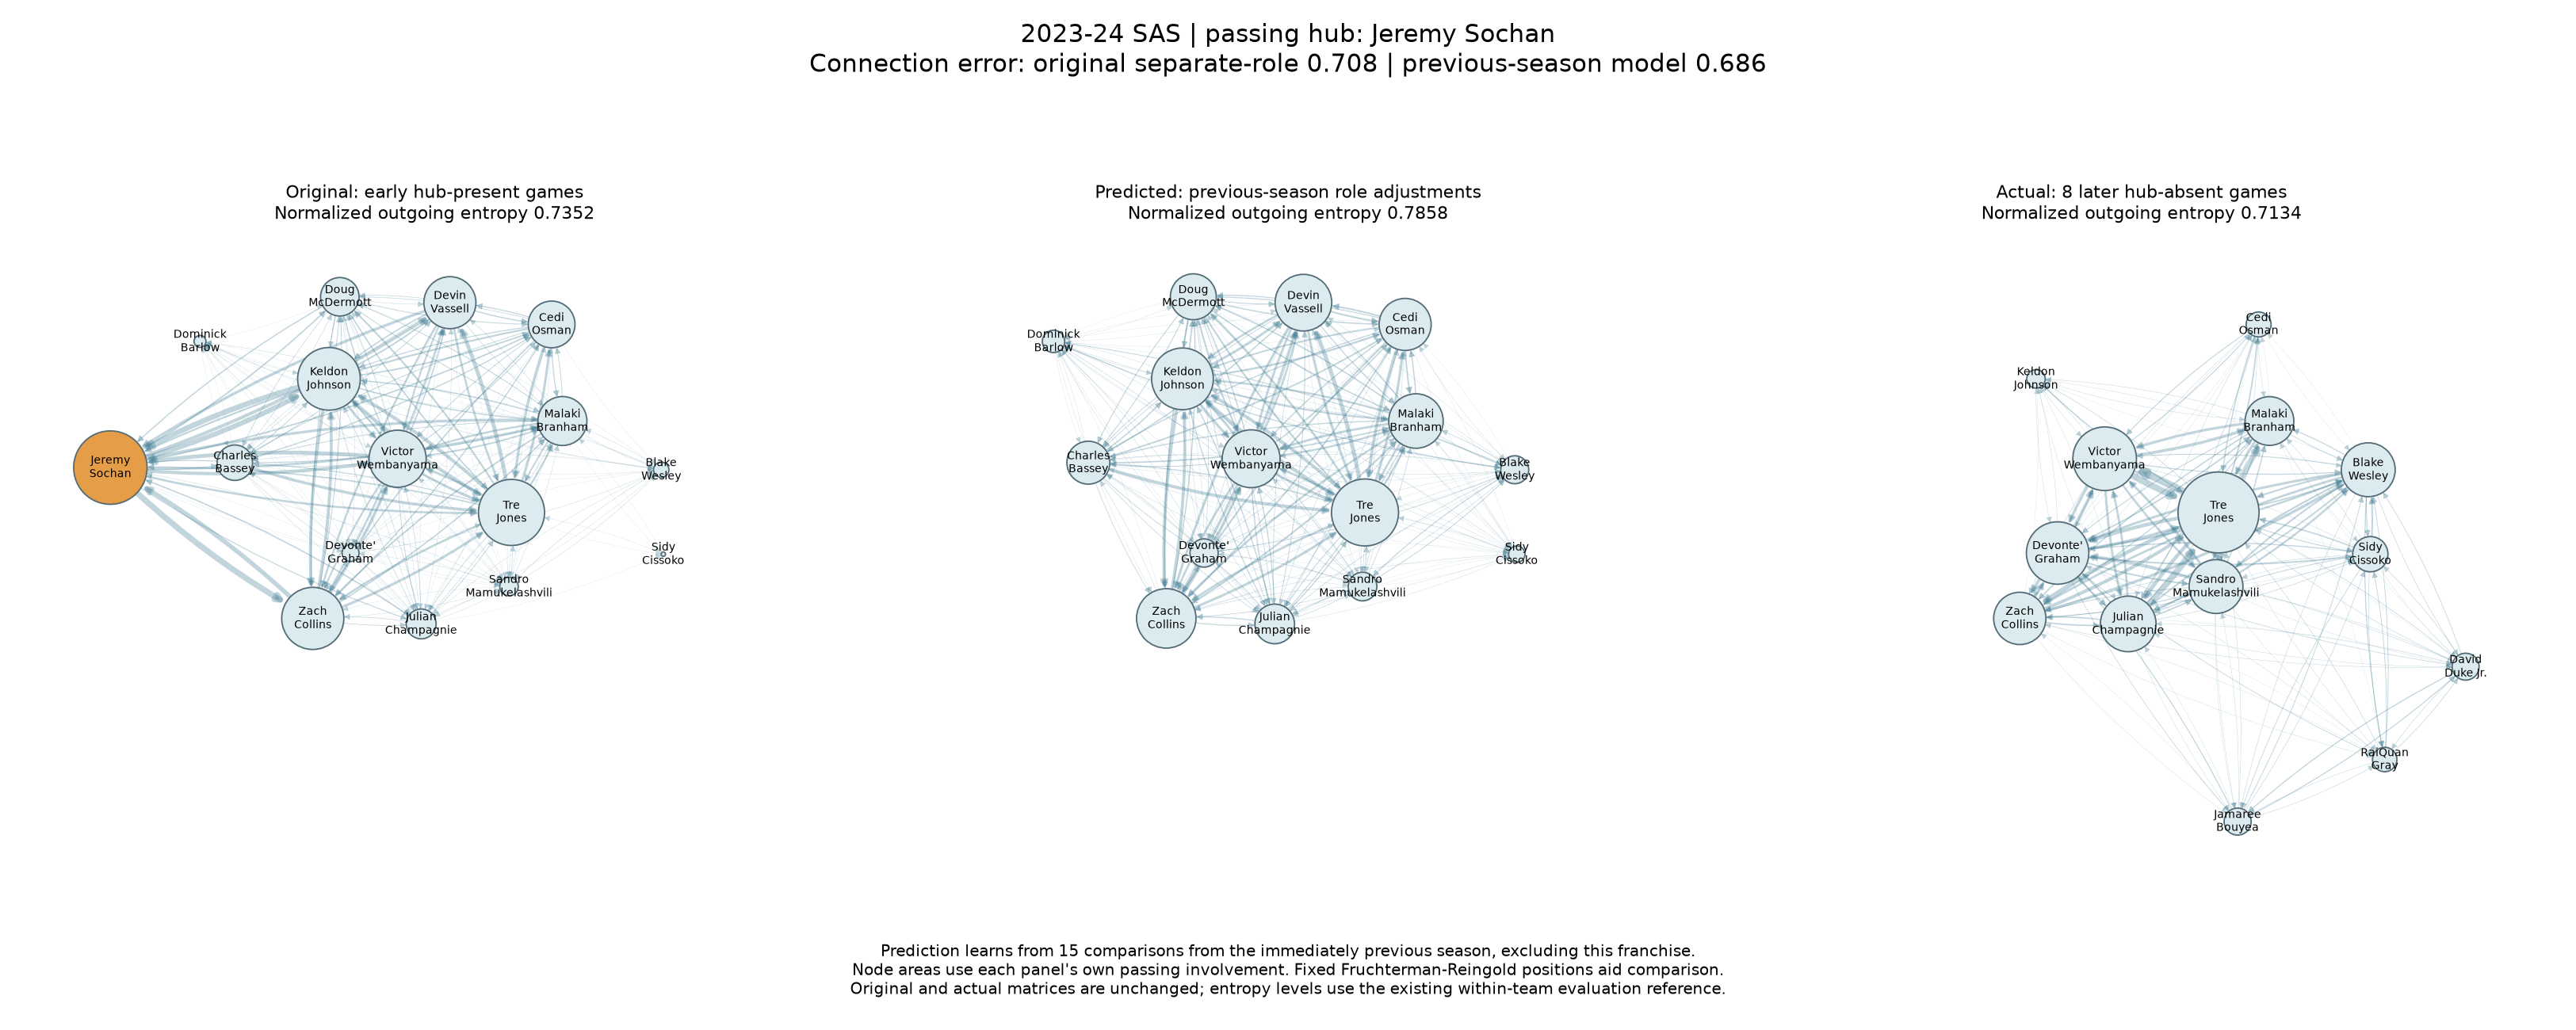 2023-24 SAS | passing hub: Jeremy Sochan
Connection error: original separate-role 0.708 | previous-season model 0.686
Original: early hub-present games
Normalized outgoing entropy 0.7352
Doug
McDermott
Devin
Vassell
Cedi
Osman
Dominick
Barlow
Keldon
Johnson
Malaki
Branham
Jeremy
Sochan
Charles
Bassey
Victor
Wembanyama
Blake
Wesley
Tre
Jones
Devonte'
Graham
Sidy
Cissoko
Sandro
Mamukelashvili
Zach
Collins
Julian
Champagnie
Predicted: previous-season role adjustments
Normalized outgoing entropy 0.7858
Doug
McDermott
Devin
Vassell
Cedi
Osman
Dominick
Barlow
Keldon
Johnson
Malaki
Branham
Charles
Bassey
Victor
Wembanyama
Blake
Wesley
Tre
Jones
Devonte'
Graham
Sidy
Cissoko
Sandro
Mamukelashvili
Zach
Collins
Julian
Champagnie
Actual: 8 later hub-absent games
Normalized outgoing entropy 0.7134
Cedi
Osman
Keldon
Johnson
Malaki
Branham
Victor
Wembanyama
Blake
Wesley
Tre
Jones
Devonte'
Graham
Sidy
Cissoko
Sandro
Mamukelashvili
Zach
Collins
Julian
Champagnie
David
Duke Jr.
RaiQuan
Gray
Jamaree
Bouyea
Prediction learns from 15 comparisons from the immediately previous season, excluding this franchise.
Node areas use each panel's own passing involvement. Fixed Fruchterman-Reingold positions aid comparison.
Original and actual matrices are unchanged; entropy levels use the existing within-team evaluation reference.